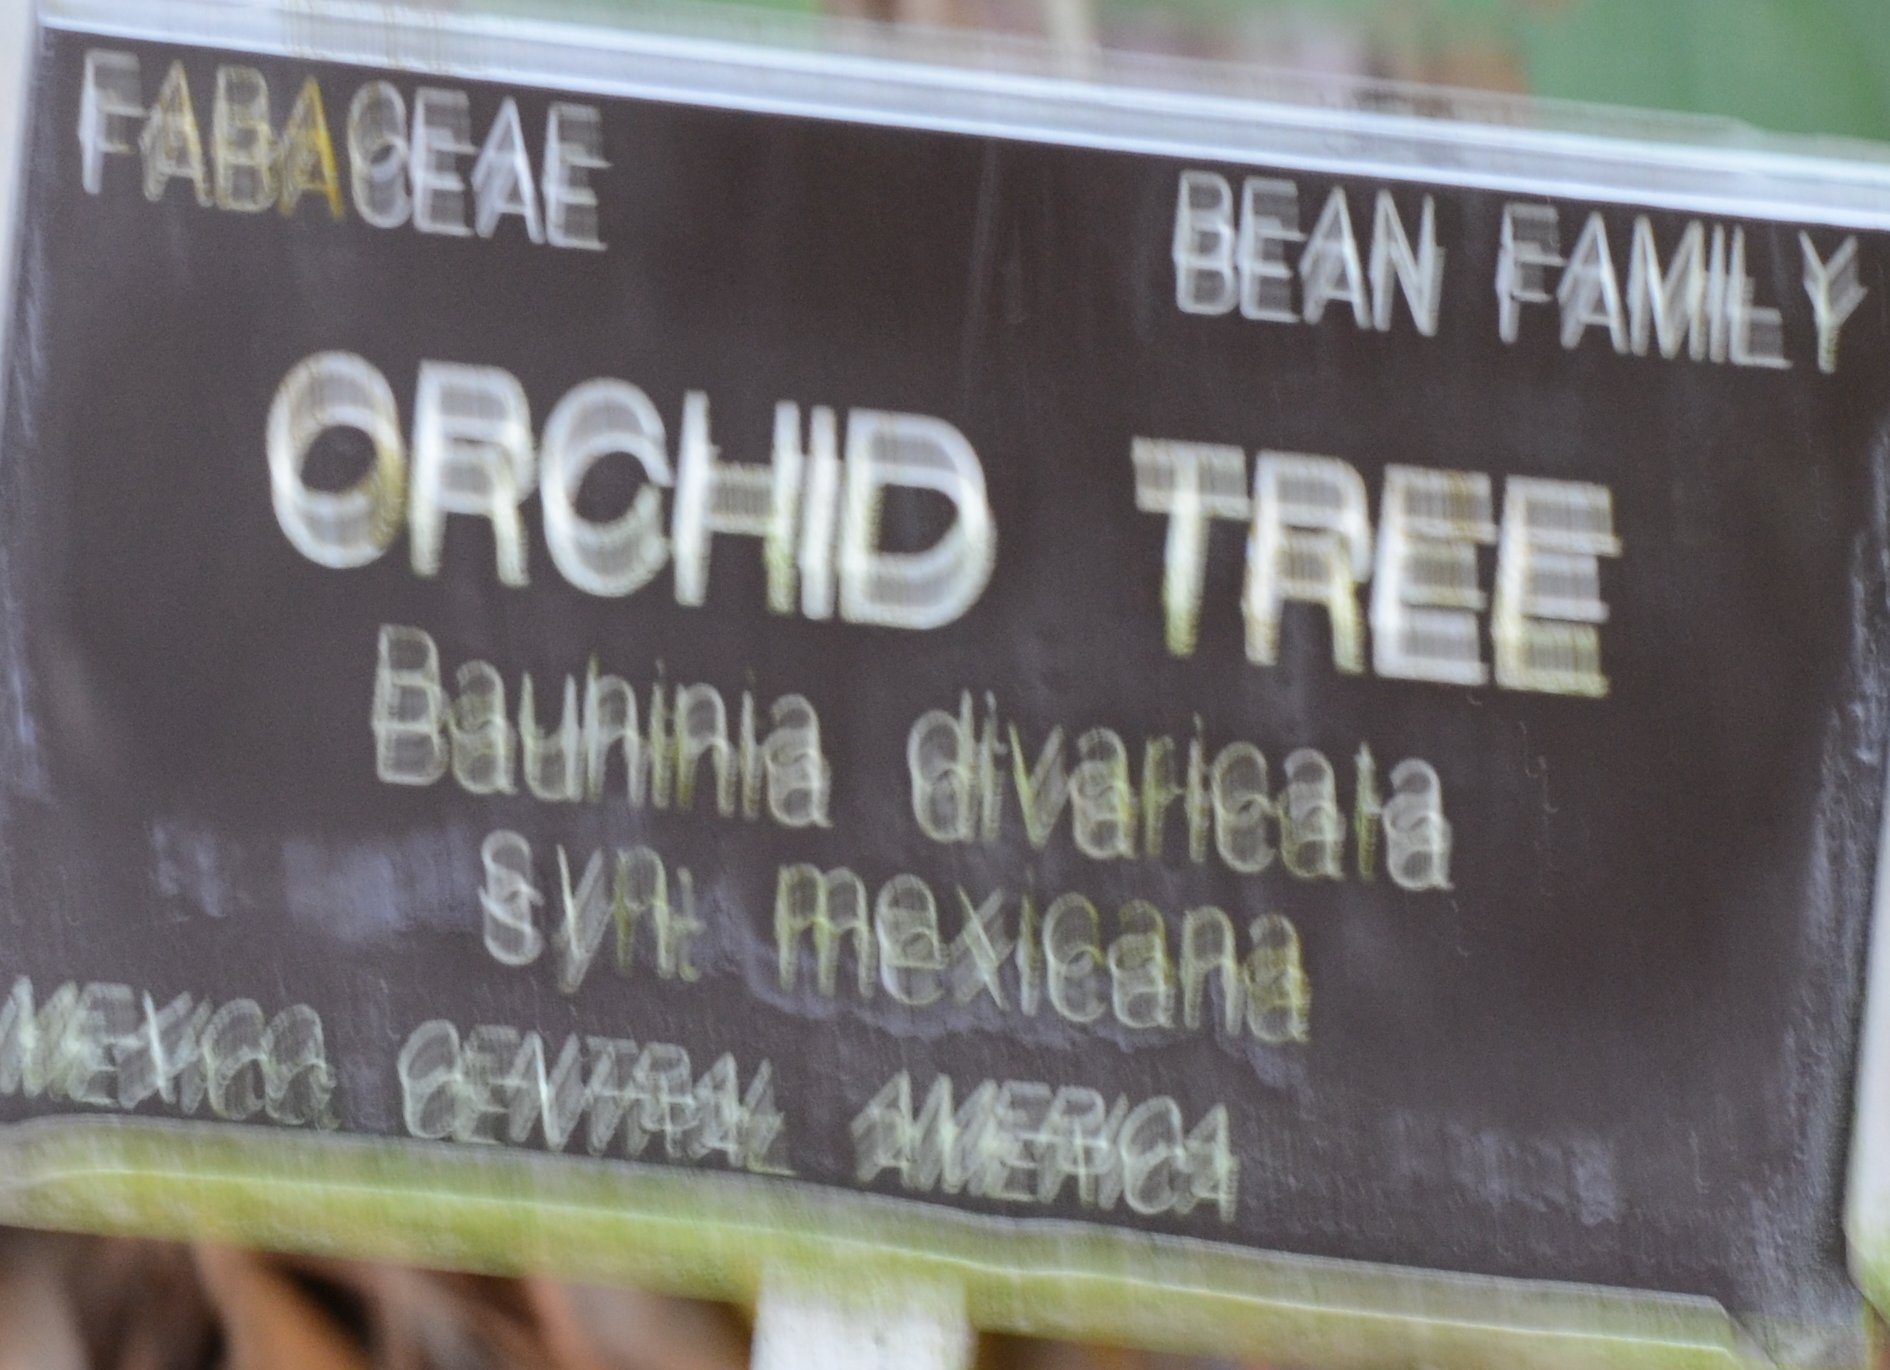 FABACEAE
BEAN FAMILY
ORCHID TREE
Bauhinia divaricata
syn: mexicana
MEXICO, CENTRAL AMERICA